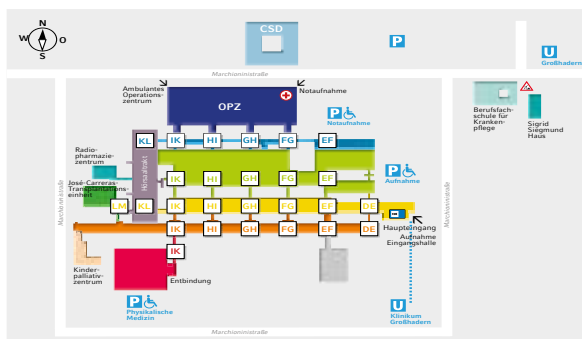 N
W
O
S
CSD
P
U
Großhadern
Marchioninistraße
Ambulantes
Operations-
zentrum
Notaufnahme
OPZ
P
Notaufnahme
Berufsfach-
schule für
Kranken-
pflege
Sigrid
Siegmund
Haus
KL
IK
HI
GH
FG
EF
Radio-
pharmazie-
zentrum
Hörsaaltrakt
P
Aufnahme
José-Carreras-
Transplantations-
einheit
IK
HI
GH
FG
EF
Marchioninistraße
LM
KL
IK
HI
GH
FG
EF
DE
Marchioninistraße
Haupteingang
Aufnahme
Eingangshalle
IK
HI
GH
FG
EF
DE
IK
Kinder-
palliativ-
zentrum
Entbindung
P
Physikalische
Medizin
U
Klinikum
Großhadern
Marchioninistraße